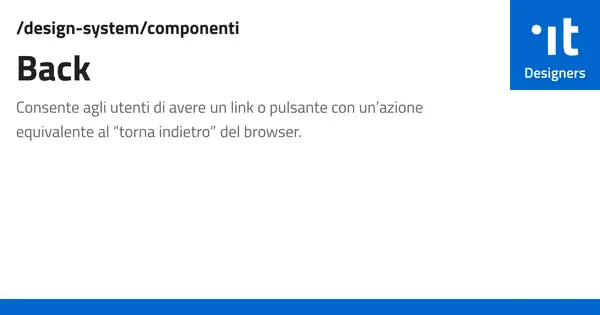 /design-system/componenti
Back
Consente agli utenti di avere un link o pulsante con un’azione
equivalente al “torna indietro” del browser.
it
Designers